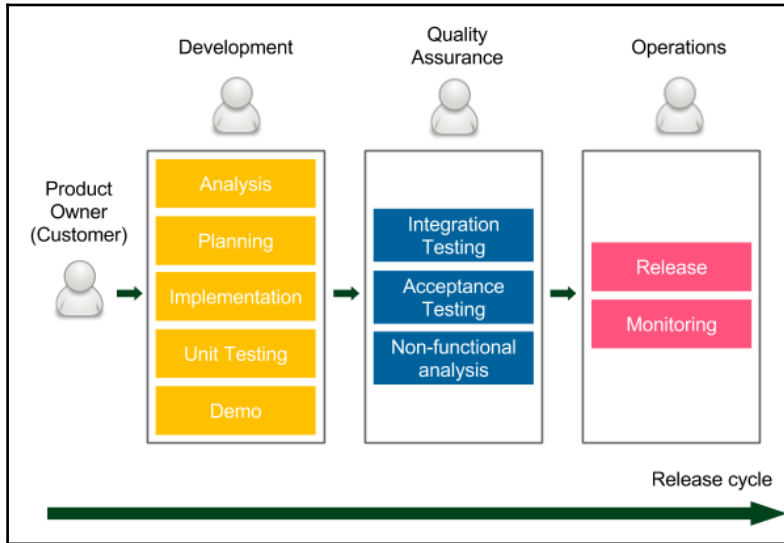 Development
Quality
Assurance
Operations
Product
Owner
(Customer)
Analysis
Planning
Implementation
Unit Testing
Demo
Integration
Testing
Acceptance
Testing
Non-functional
analysis
Release
Monitoring
Release cycle